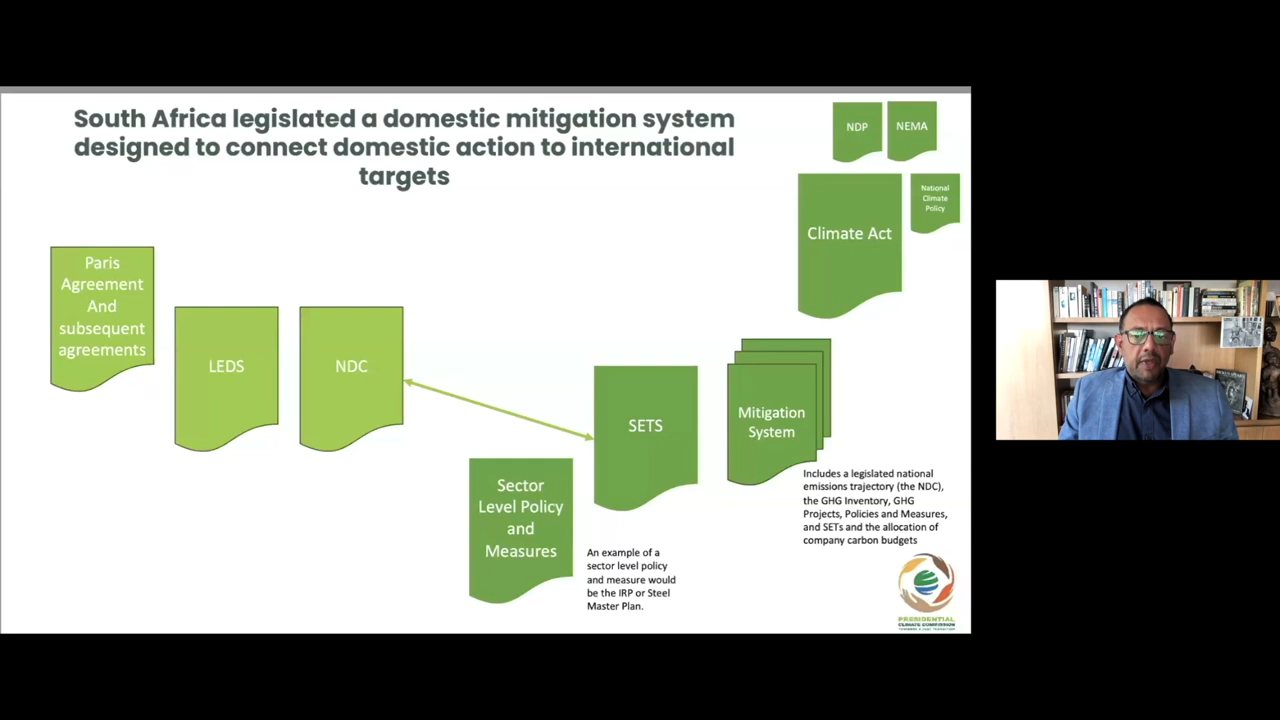 South Africa legislated a domestic mitigation system
designed to connect domestic action to international
targets
NDP
NEMA
Climate Act
National
Climate
Policy
Paris
Agreement
And
subsequent
agreements
LEDS
NDC
SETS
Mitigation
System
Sector
Level Policy
and
Measures
An example of a
sector level policy
and measure would
be the IRP or Steel
Master Plan.
Includes a legislated national
emissions trajectory (the NDC),
the GHG Inventory, GHG
Projects, Policies and Measures,
and SETs and the allocation of
company carbon budgets
PRESIDENTIAL
CLIMATE COMMISSION
TOWARDS A JUST TRANSITION